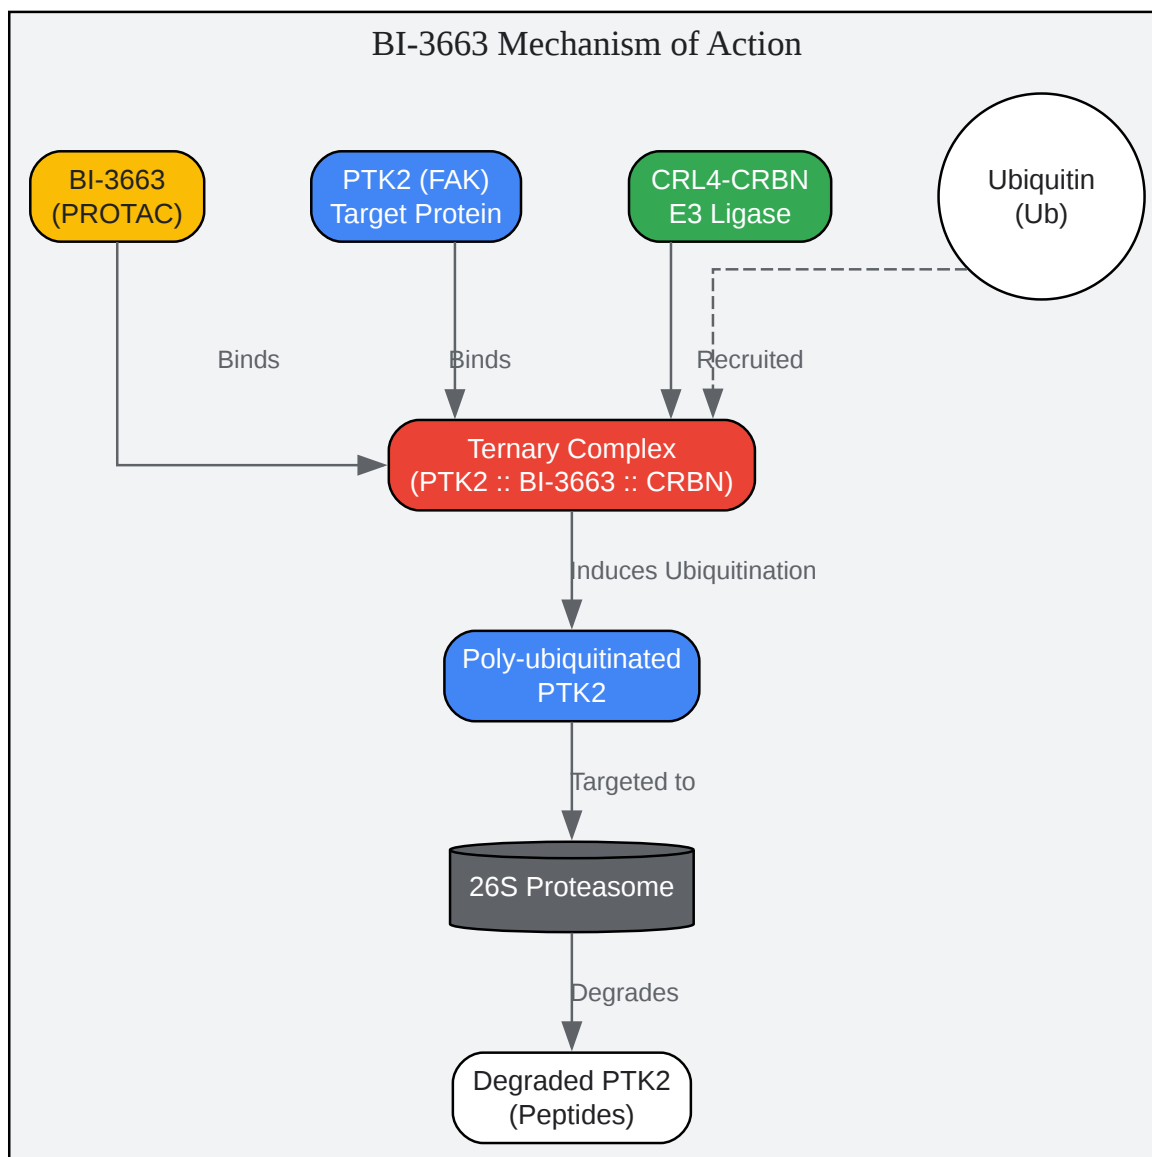 BI-3663 Mechanism of Action
BI-3663
(PROTAC)
PTK2 (FAK)
Target Protein
CRL4-CRBN
E3 Ligase
Ubiquitin
(Ub)
Binds
Binds
Recruited
Ternary Complex
(PTK2 :: BI-3663 :: CRBN)
Induces Ubiquitination
Poly-ubiquitinated
PTK2
Targeted to
26S Proteasome
Degrades
Degraded PTK2
(Peptides)